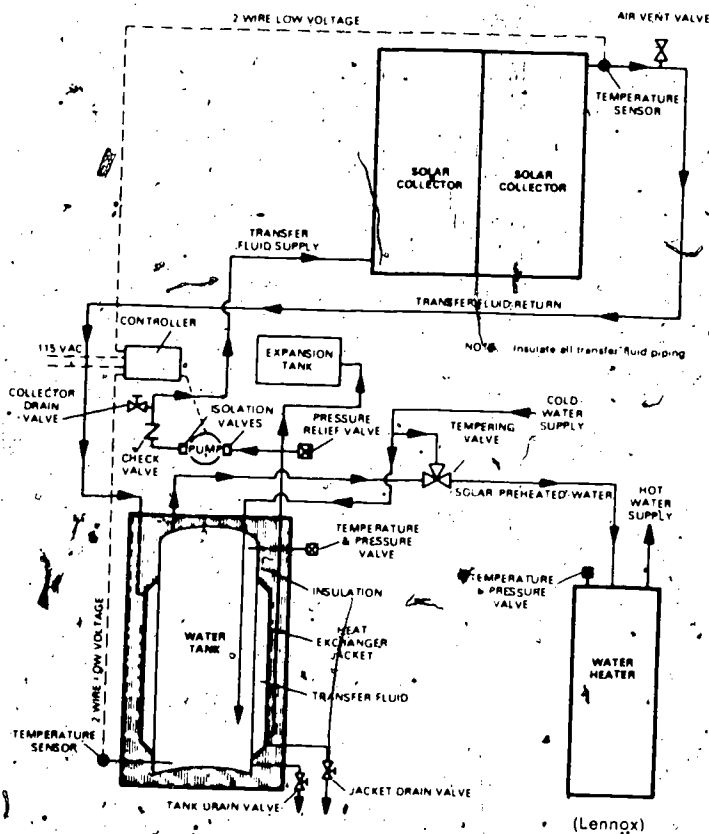 2 WIRE LOW VOLTAGE
AIR VENT VALVE
TEMPERATURE
SENSOR
SOLAR
COLLECTOR
SOLAR
COLLECTOR
TRANSFER
FLUID SUPPLY
TRANSFER FLUID RETURN
CONTROLLER
115 VAC
EXPANSION
TANK
Insulate all transfer fluid piping
COLLECTOR
DRAIN
VALVE
ISOLATION
VALVES
PRESSURE
RELIEF VALVE
COLD
WATER
SUPPLY
TEMPERING
VALVE
CHECK
VALVE
PUMP
SOLAR PREHEATED WATER
HOT
WATER
SUPPLY
TEMPERATURE
& PRESSURE
VALVE
TEMPERATURE
& PRESSURE
VALVE
INSULATION
WATER
TANK
HEAT
EXCHANGER
JACKET
WATER
HEATER
TRANSFER FLUID
2 WIRE LOW VOLTAGE
TEMPERATURE
SENSOR
TANK DRAIN VALVE
JACKET DRAIN VALVE
(Lennox)